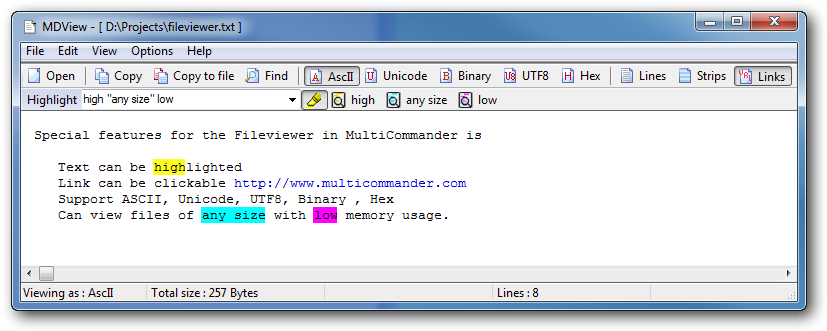 MDView - [ D:\Projects\fileviewer.txt ]
File Edit View Options Help
Open Copy Copy to file Find AscII Unicode Binary UTF8 Hex Lines Strips Links
Highlight high "any size" low high any size low
Special features for the Fileviewer in MultiCommander is
Text can be highlighted
Link can be clickable http://www.multicommander.com
Support ASCII, Unicode, UTF8, Binary , Hex
Can view files of any size with low memory usage.
Viewing as : AscII Total size : 257 Bytes Lines : 8